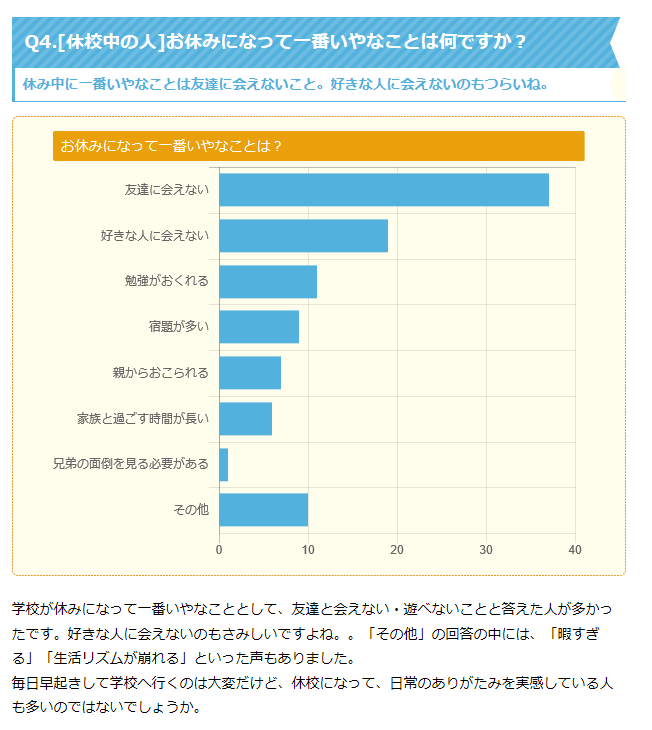 Q4.[休校中の人]お休みになって一番いやなことは何ですか？
休み中に一番いやなことは友達に会えないこと。好きな人に会えないのもつらいね。
お休みになって一番いやなことは？
友達に会えない
好きな人に会えない
勉強がおくれる
宿題が多い
親からおこられる
家族と過ごす時間が長い
兄弟の面倒を見る必要がある
その他
0 10 20 30 40
学校が休みになって一番いやなこととして、友達と会えない・遊べないことと答えた人が多かっ
たです。好きな人に会えないのもさみしいですよね。。「その他」の回答の中には、「暇すぎ
る」「生活リズムが崩れる」といった声もありました。
毎日早起きして学校へ行くのは大変だけど、休校になって、日常のありがたみを実感している人
も多いのではないでしょうか。